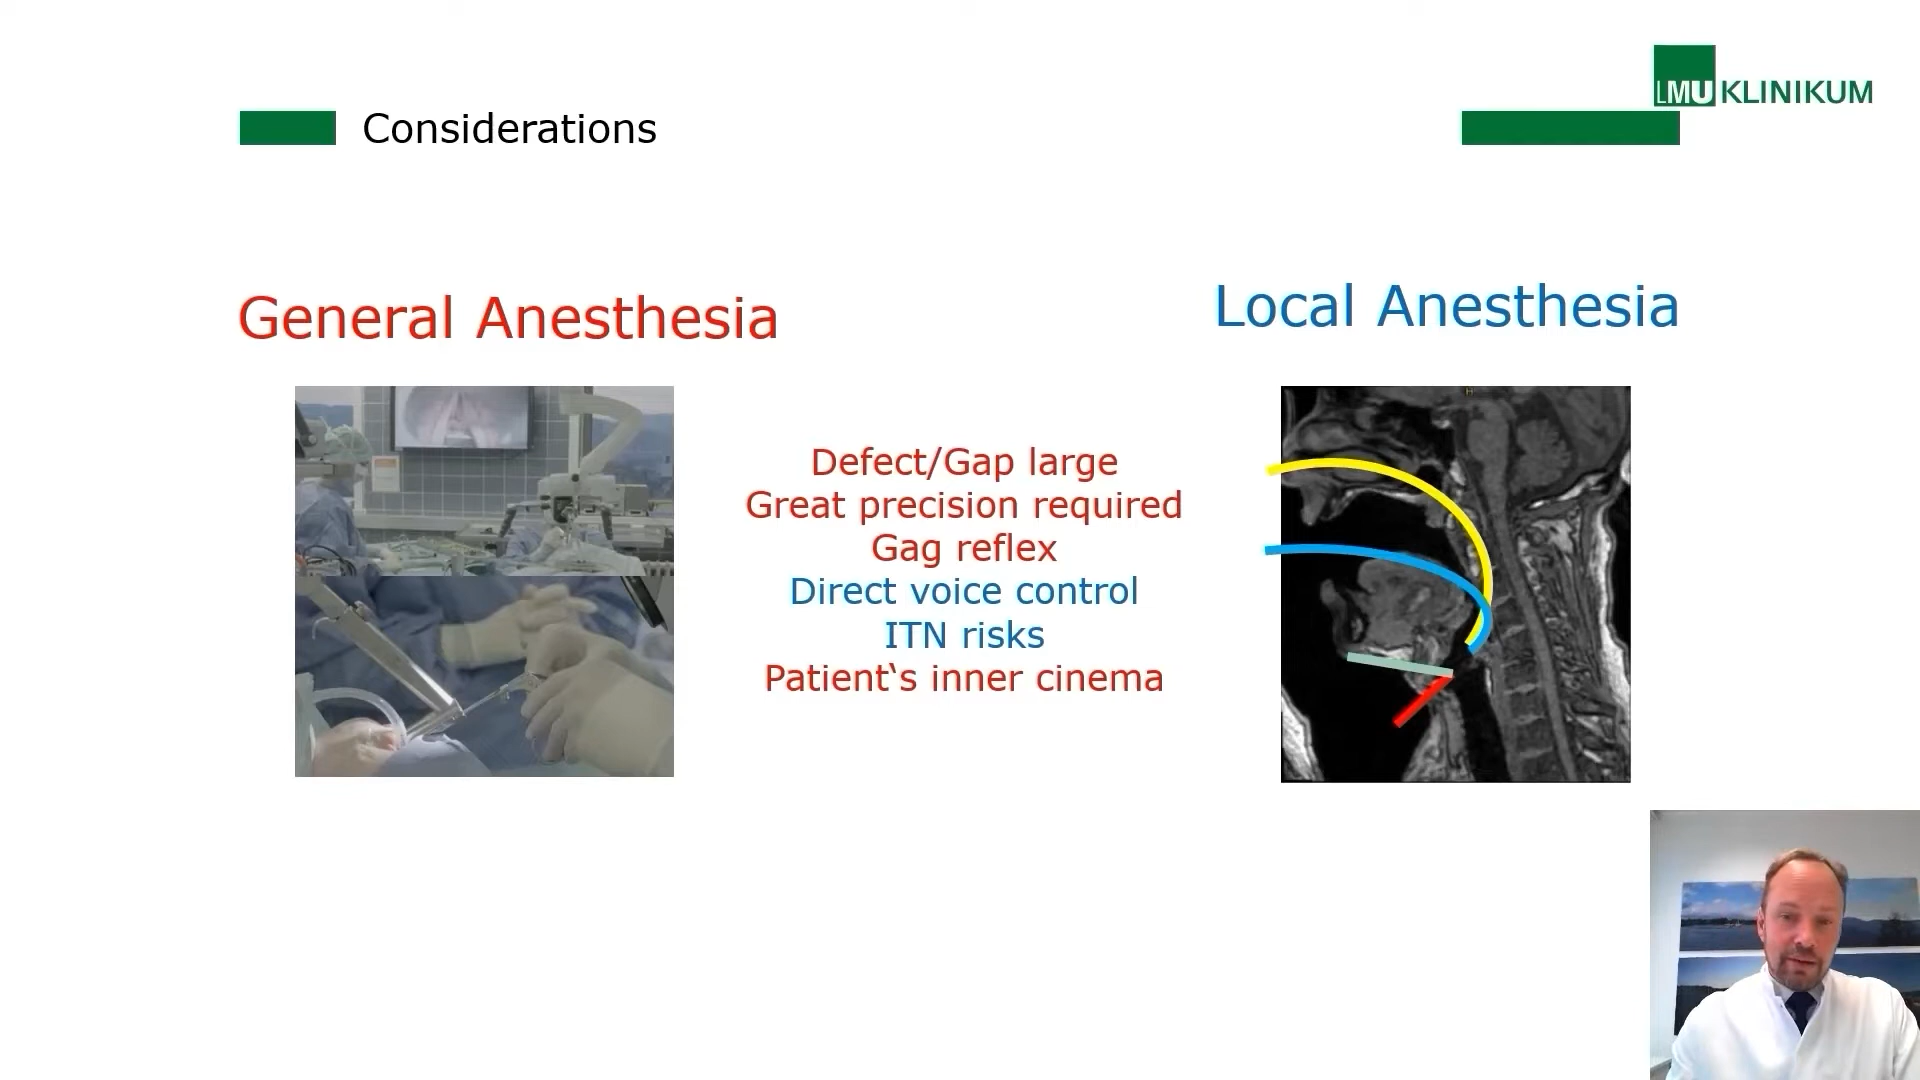 LMU KLINIKUM
Considerations
General Anesthesia
Local Anesthesia
Defect/Gap large
Great precision required
Gag reflex
Direct voice control
ITN risks
Patient‘s inner cinema
H